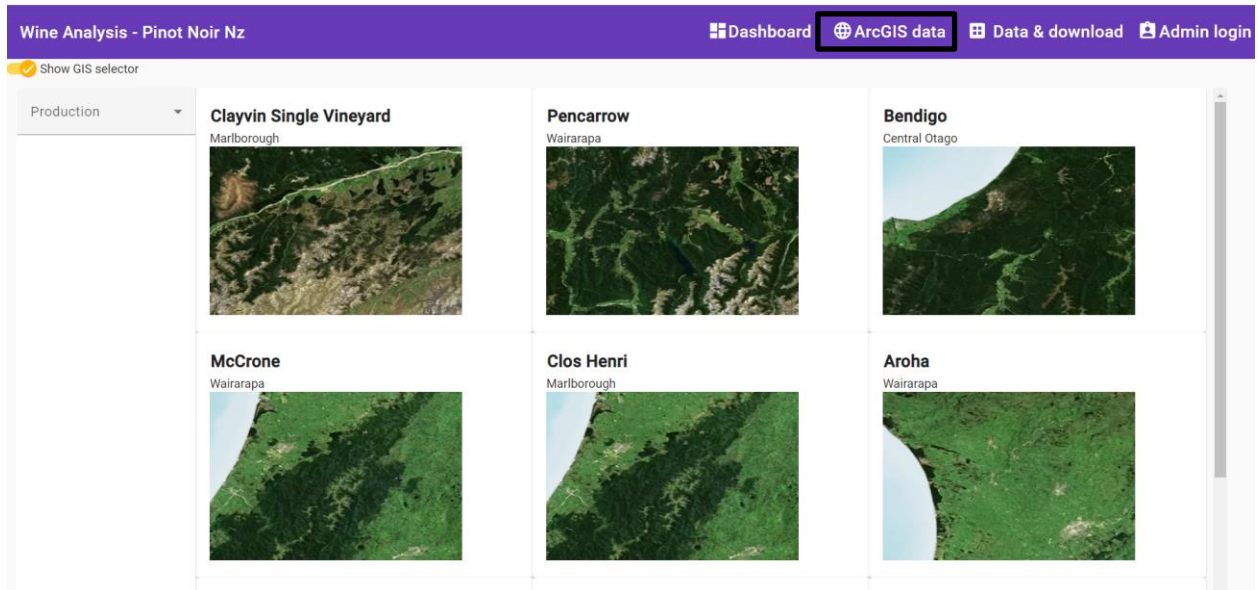 Wine Analysis - Pinot Noir Nz
Dashboard
ArcGIS data
Data & download
Admin login
Show GIS selector
Production
Clayvin Single Vineyard
Marlborough
Pencarrow
Wairarapa
Bendigo
Central Otago
McCrone
Wairarapa
Clos Henri
Marlborough
Aroha
Wairarapa